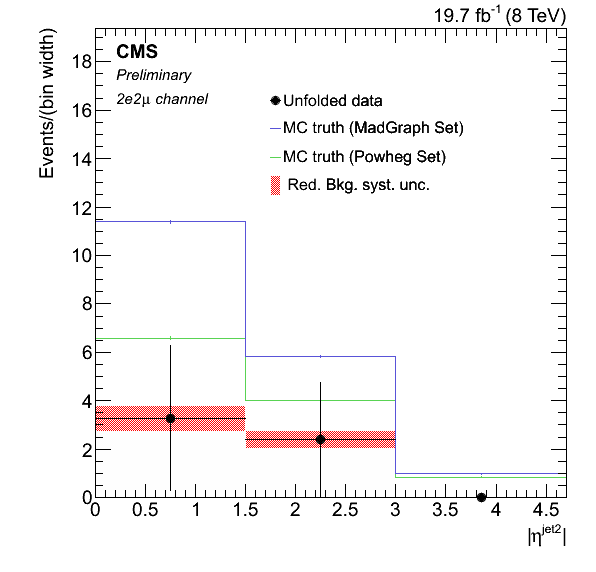 19.7 fb⁻¹ (8 TeV)
CMS
Preliminary
2e2μ channel
Unfolded data
MC truth (MadGraph Set)
MC truth (Powheg Set)
Red. Bkg. syst. unc.
Events/(bin width)
18
16
14
12
10
8
6
4
2
0
0 0.5 1 1.5 2 2.5 3 3.5 4 4.5
|η^jet2|